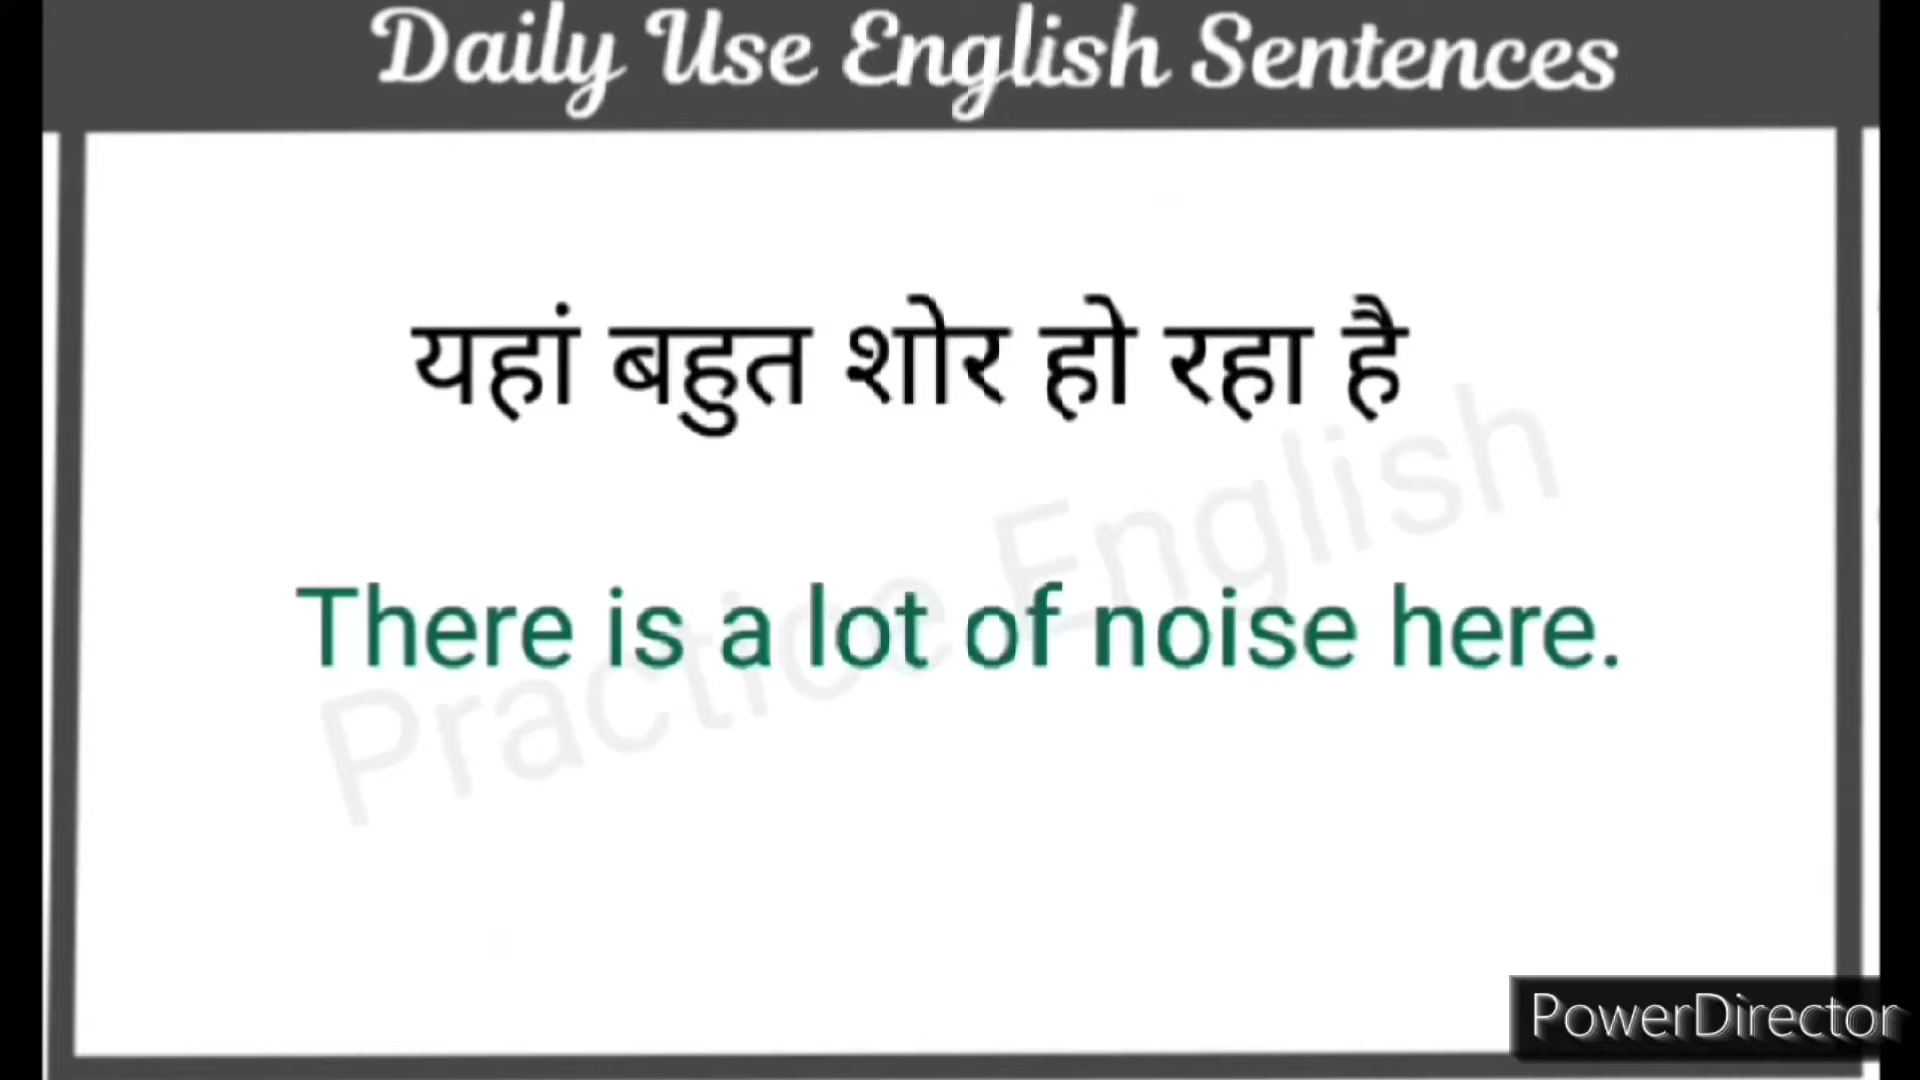 Daily Use English Sentences
यहां बहुत शोर हो रहा है
There is a lot of noise here.
Practice English
PowerDirector